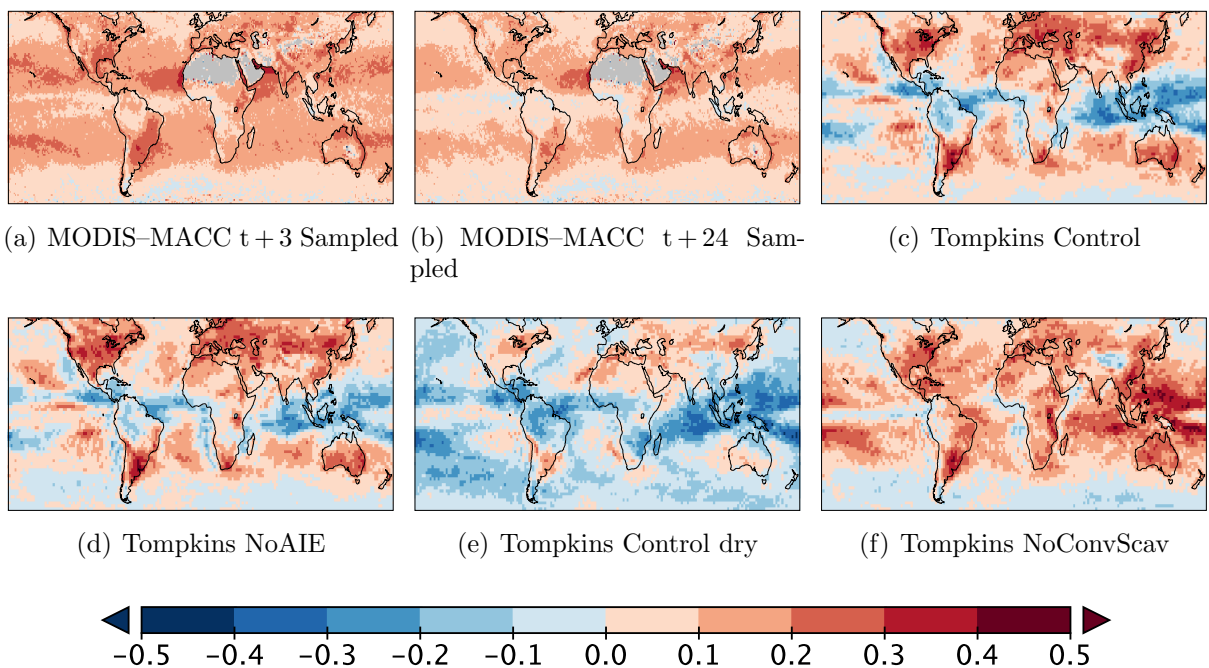 (a) MODIS–MACC t + 3 Sampled
(b) MODIS–MACC t + 24 Sam-
pled
(c) Tompkins Control
(d) Tompkins NoAIE
(e) Tompkins Control dry
(f) Tompkins NoConvScav
−0.5 −0.4 −0.3 −0.2 −0.1 0.0 0.1 0.2 0.3 0.4 0.5